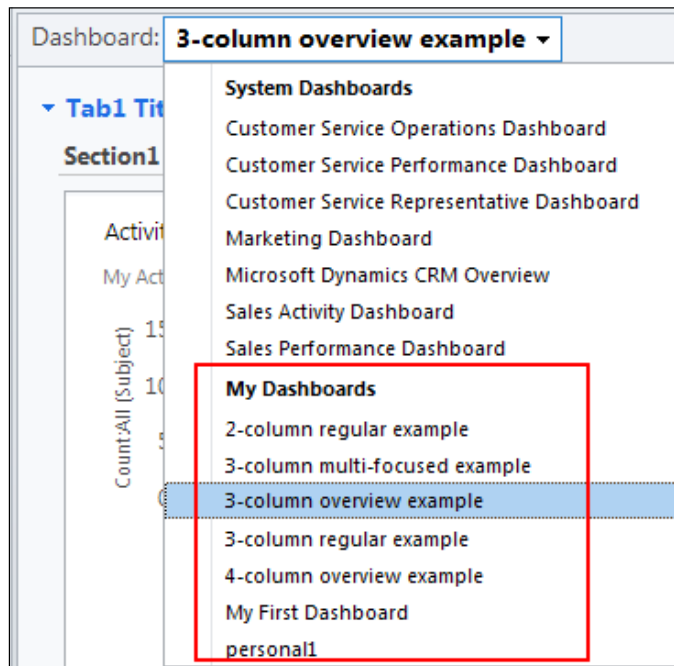 Dashboard: 3-column overview example
System Dashboards
Tab1 Tit
Customer Service Operations Dashboard
Section1
Customer Service Performance Dashboard
Customer Service Representative Dashboard
Activit
Marketing Dashboard
My Act
Microsoft Dynamics CRM Overview
Sales Activity Dashboard
15
Sales Performance Dashboard
Count:All (Subject)
10
My Dashboards
2-column regular example
5
3-column multi-focused example
3-column overview example
3-column regular example
4-column overview example
My First Dashboard
personal1